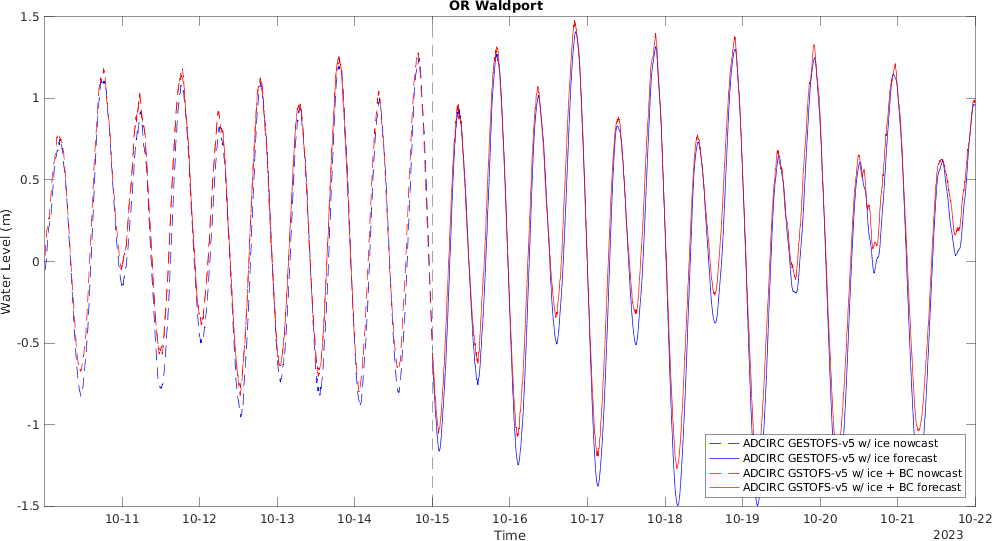 OR Waldport
1.5
1
0.5
0
-0.5
-1
-1.5
Water Level (m)
ADCIRC GESTOFS-v5 w/ ice nowcast
ADCIRC GESTOFS-v5 w/ ice forecast
ADCIRC GSTOFS-v5 w/ ice + BC nowcast
ADCIRC GSTOFS-v5 w/ ice + BC forecast
10-11 10-12 10-13 10-14 10-15 10-16 10-17 10-18 10-19 10-20 10-21 10-22
Time
2023